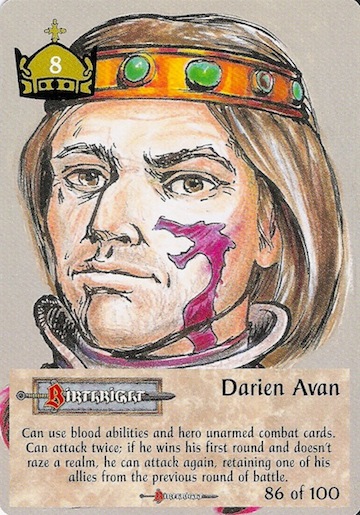 8
BIRTHRIGHT
Darien Avan
Can use blood abilities and hero unarmed combat cards.
Can attack twice; if he wins his first round and doesn't
raze a realm, he can attack again, retaining one of his
allies from the previous round of battle.
BIRTHRIGHT
86 of 100